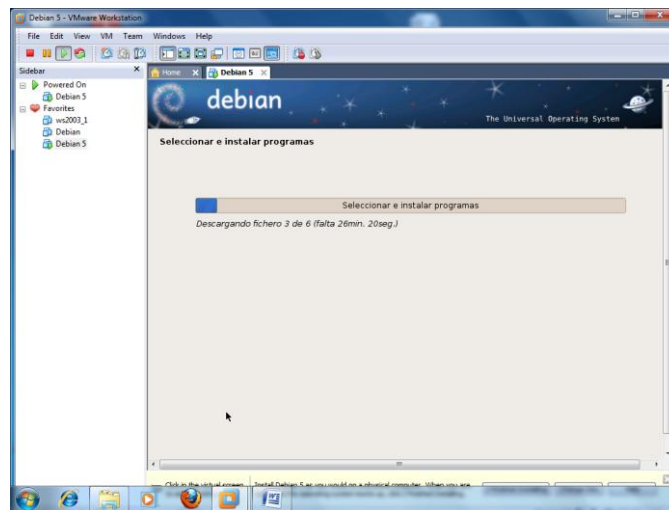 Debian 5 - VMware Workstation
File Edit View VM Team Windows Help
Sidebar
Powered On
Debian 5
Favorites
ws2003_1
Debian
Debian 5
Home
Debian 5
debian
The Universal Operating System
Seleccionar e instalar programas
Seleccionar e instalar programas
Descargando fichero 3 de 6 (falta 26min. 20seg.)
Click in the virtual screen
Install Debian 5 as you would on a physical computer. When you are